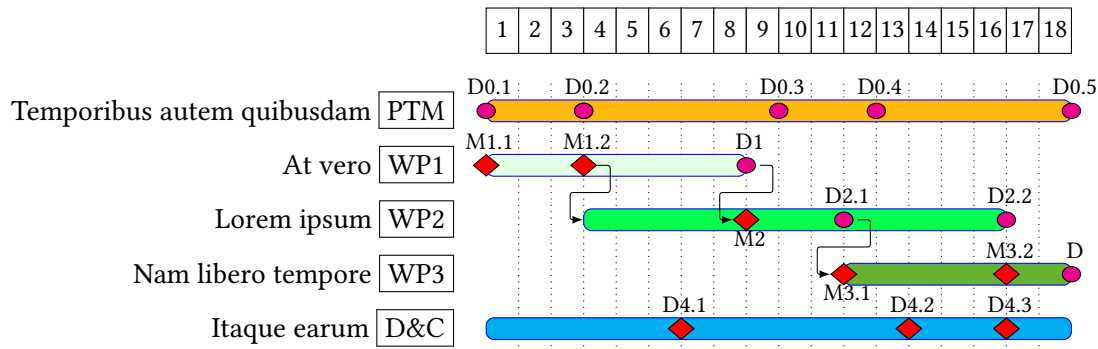 1 2 3 4 5 6 7 8 9 10 11 12 13 14 15 16 17 18
D0.1 D0.2 D0.3 D0.4 D0.5
Temporibus autem quibusdam PTM
M1.1 M1.2 D1
At vero WP1
D2.1 D2.2
Lorem ipsum WP2
M2
M3.2 D
Nam libero tempore WP3
M3.1
D4.1 D4.2 D4.3
Itaque earum D&C